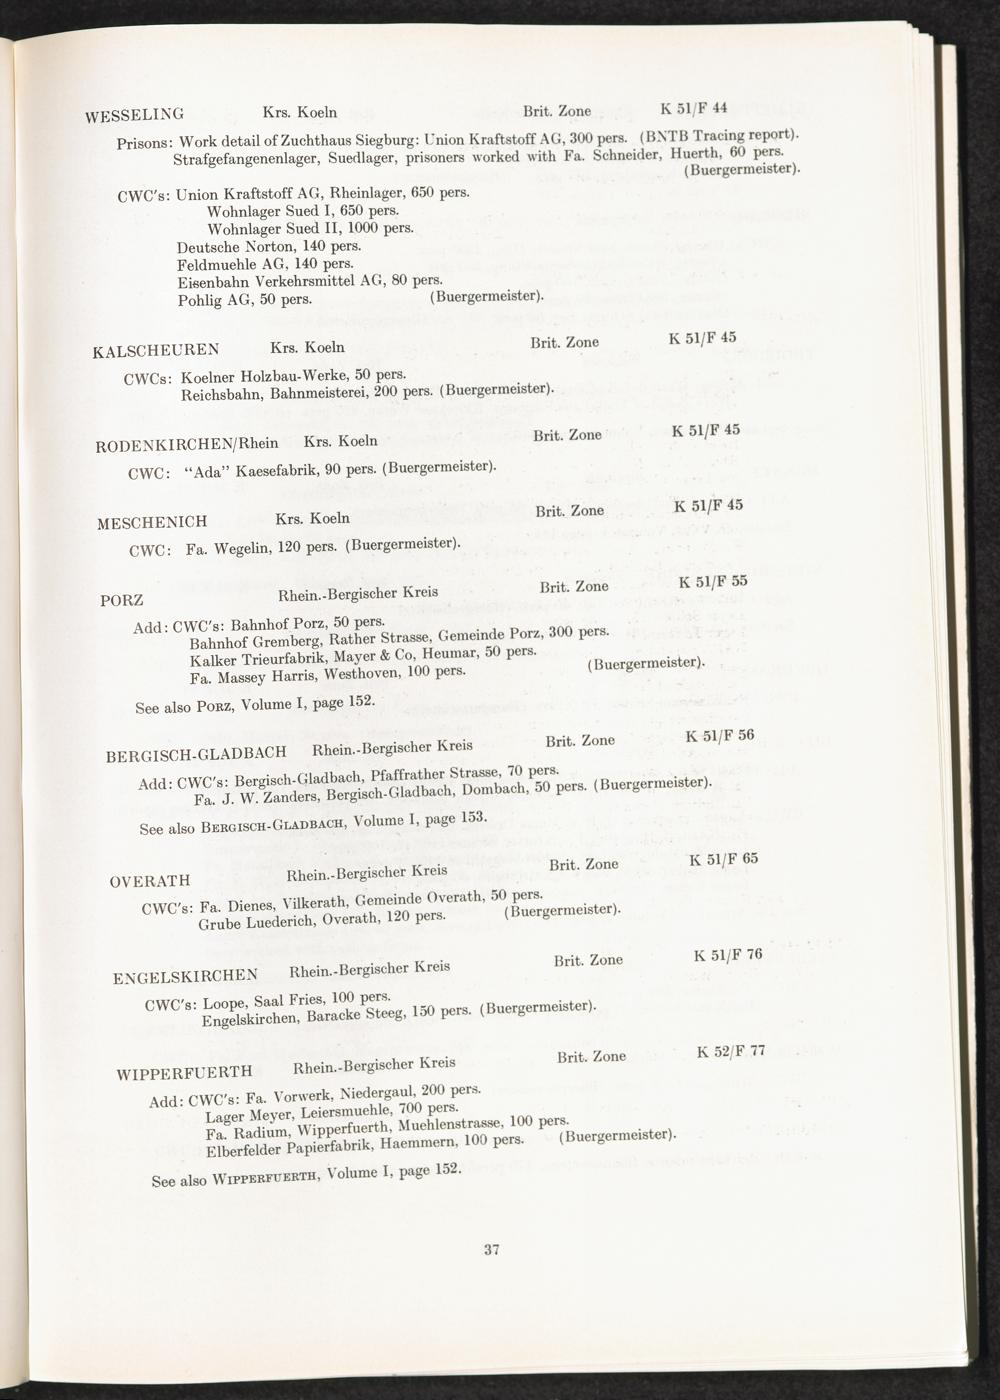 WESSELING Krs. Koeln Brit. Zone K 51/F 44
Prisons: Work detail of Zuchthaus Siegburg: Union Kraftstoff AG, 300 pers. (BNTB Tracing report).
Strafgefangenenlager, Suedlager, prisoners worked with Fa. Schneider, Huerth, 60 pers.
(Buergermeister).
CWC's: Union Kraftstoff AG, Rheinlager, 650 pers.
Wohnlager Sued I, 650 pers.
Wohnlager Sued II, 1000 pers.
Deutsche Norton, 140 pers.
Feldmuehle AG, 140 pers.
Eisenbahn Verkehrsmittel AG, 80 pers.
Pohlig AG, 50 pers. (Buergermeister).
KALSCHEUREN Krs. Koeln Brit. Zone K 51/F 45
CWCs: Koelner Holzbau-Werke, 50 pers.
Reichsbahn, Bahnmeisterei, 200 pers. (Buergermeister).
RODENKIRCHEN/Rhein Krs. Koeln Brit. Zone K 51/F 45
CWC: “Ada” Kaesefabrik, 90 pers. (Buergermeister).
MESCHENICH Krs. Koeln Brit. Zone K 51/F 45
CWC: Fa. Wegelin, 120 pers. (Buergermeister).
PORZ Rhein.-Bergischer Kreis Brit. Zone K 51/F 55
Add: CWC's: Bahnhof Porz, 50 pers.
Bahnhof Gremberg, Rather Strasse, Gemeinde Porz, 300 pers.
Kalker Trieurfabrik, Mayer & Co, Heumar, 50 pers.
Fa. Massey Harris, Westhoven, 100 pers. (Buergermeister).
See also PORZ, Volume I, page 152.
BERGISCH-GLADBACH Rhein.-Bergischer Kreis Brit. Zone K 51/F 56
Add: CWC's: Bergisch-Gladbach, Pfaffrather Strasse, 70 pers.
Fa. J. W. Zanders, Bergisch-Gladbach, Dombach, 50 pers. (Buergermeister).
See also BERGISCH-GLADBACH, Volume I, page 153.
OVERATH Rhein.-Bergischer Kreis Brit. Zone K 51/F 65
CWC's: Fa. Dienes, Vilkerath, Gemeinde Overath, 50 pers.
Grube Luederich, Overath, 120 pers. (Buergermeister).
ENGELSKIRCHEN Rhein.-Bergischer Kreis Brit. Zone K 51/F 76
CWC's: Loope, Saal Fries, 100 pers.
Engelskirchen, Baracke Steeg, 150 pers. (Buergermeister).
WIPPERFUERTH Rhein.-Bergischer Kreis Brit. Zone K 52/F 77
Add: CWC's: Fa. Vorwerk, Niedergaul, 200 pers.
Lager Meyer, Leiersmuehle, 700 pers.
Fa. Radium, Wipperfuerth, Muehlenstrasse, 100 pers.
Elberfelder Papierfabrik, Haemmern, 100 pers. (Buergermeister).
See also WIPPERFUERTH, Volume I, page 152.
37